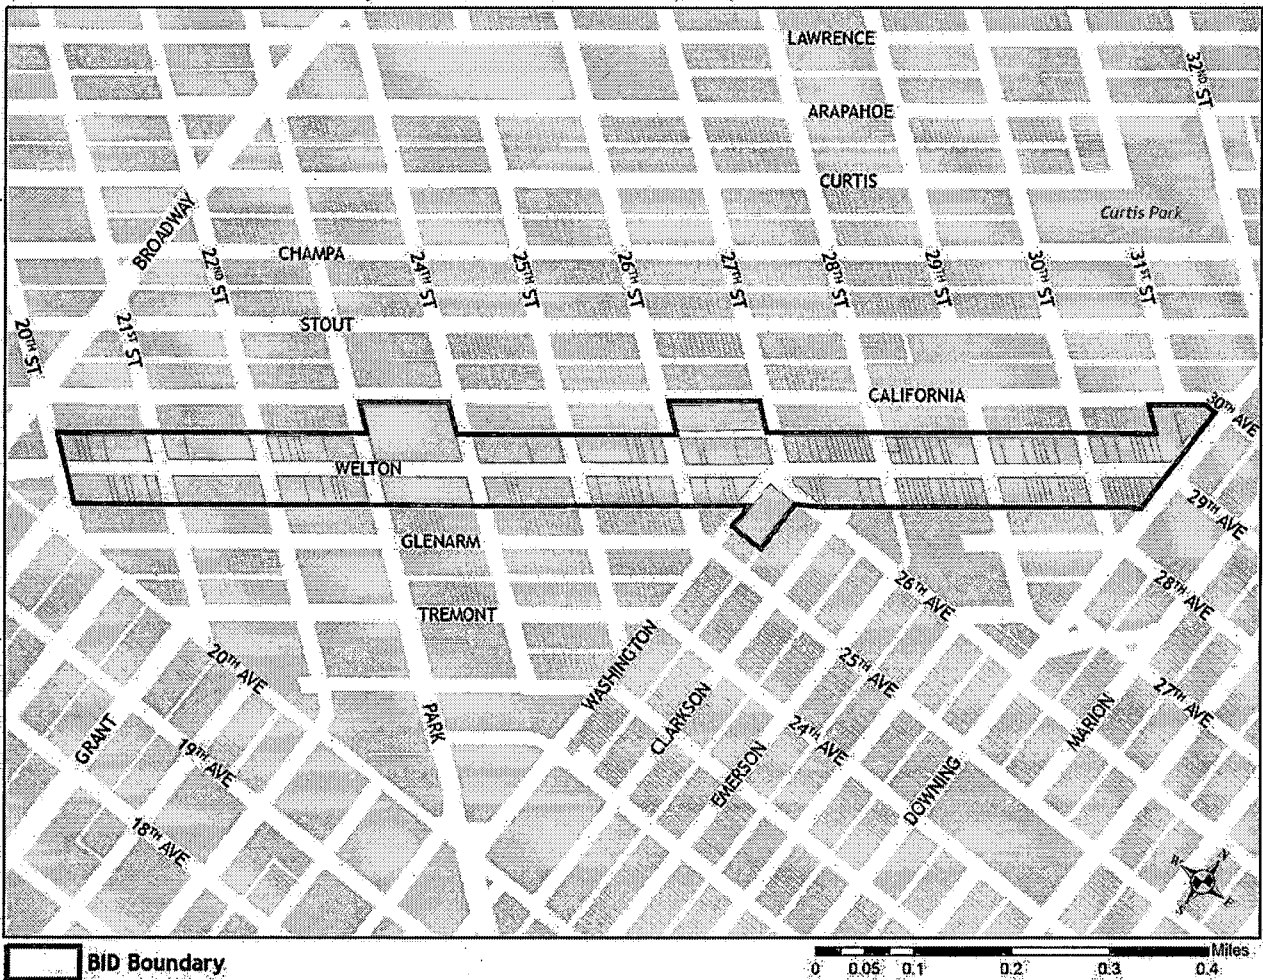 LAWRENCE
32ND ST
ARAPAHOE
CURTIS
Curtis Park
BROADWAY
CHAMPA
22ND ST
24TH ST
25TH ST
26TH ST
27TH ST
28TH ST
29TH ST
30TH ST
31ST ST
20TH ST
21ST ST
STOUT
CALIFORNIA
30TH AVE
WELTON
29TH AVE
GLENARM
26TH AVE
28TH AVE
TREMONT
20TH AVE
WASHINGTON
25TH AVE
27TH AVE
GRANT
19TH AVE
PARK
CLARKSON
24TH AVE
MARION
EMERSON
DOWNING
18TH AVE
N
W
E
S
BID Boundary
Miles
0 0.05 0.1 0.2 0.3 0.4